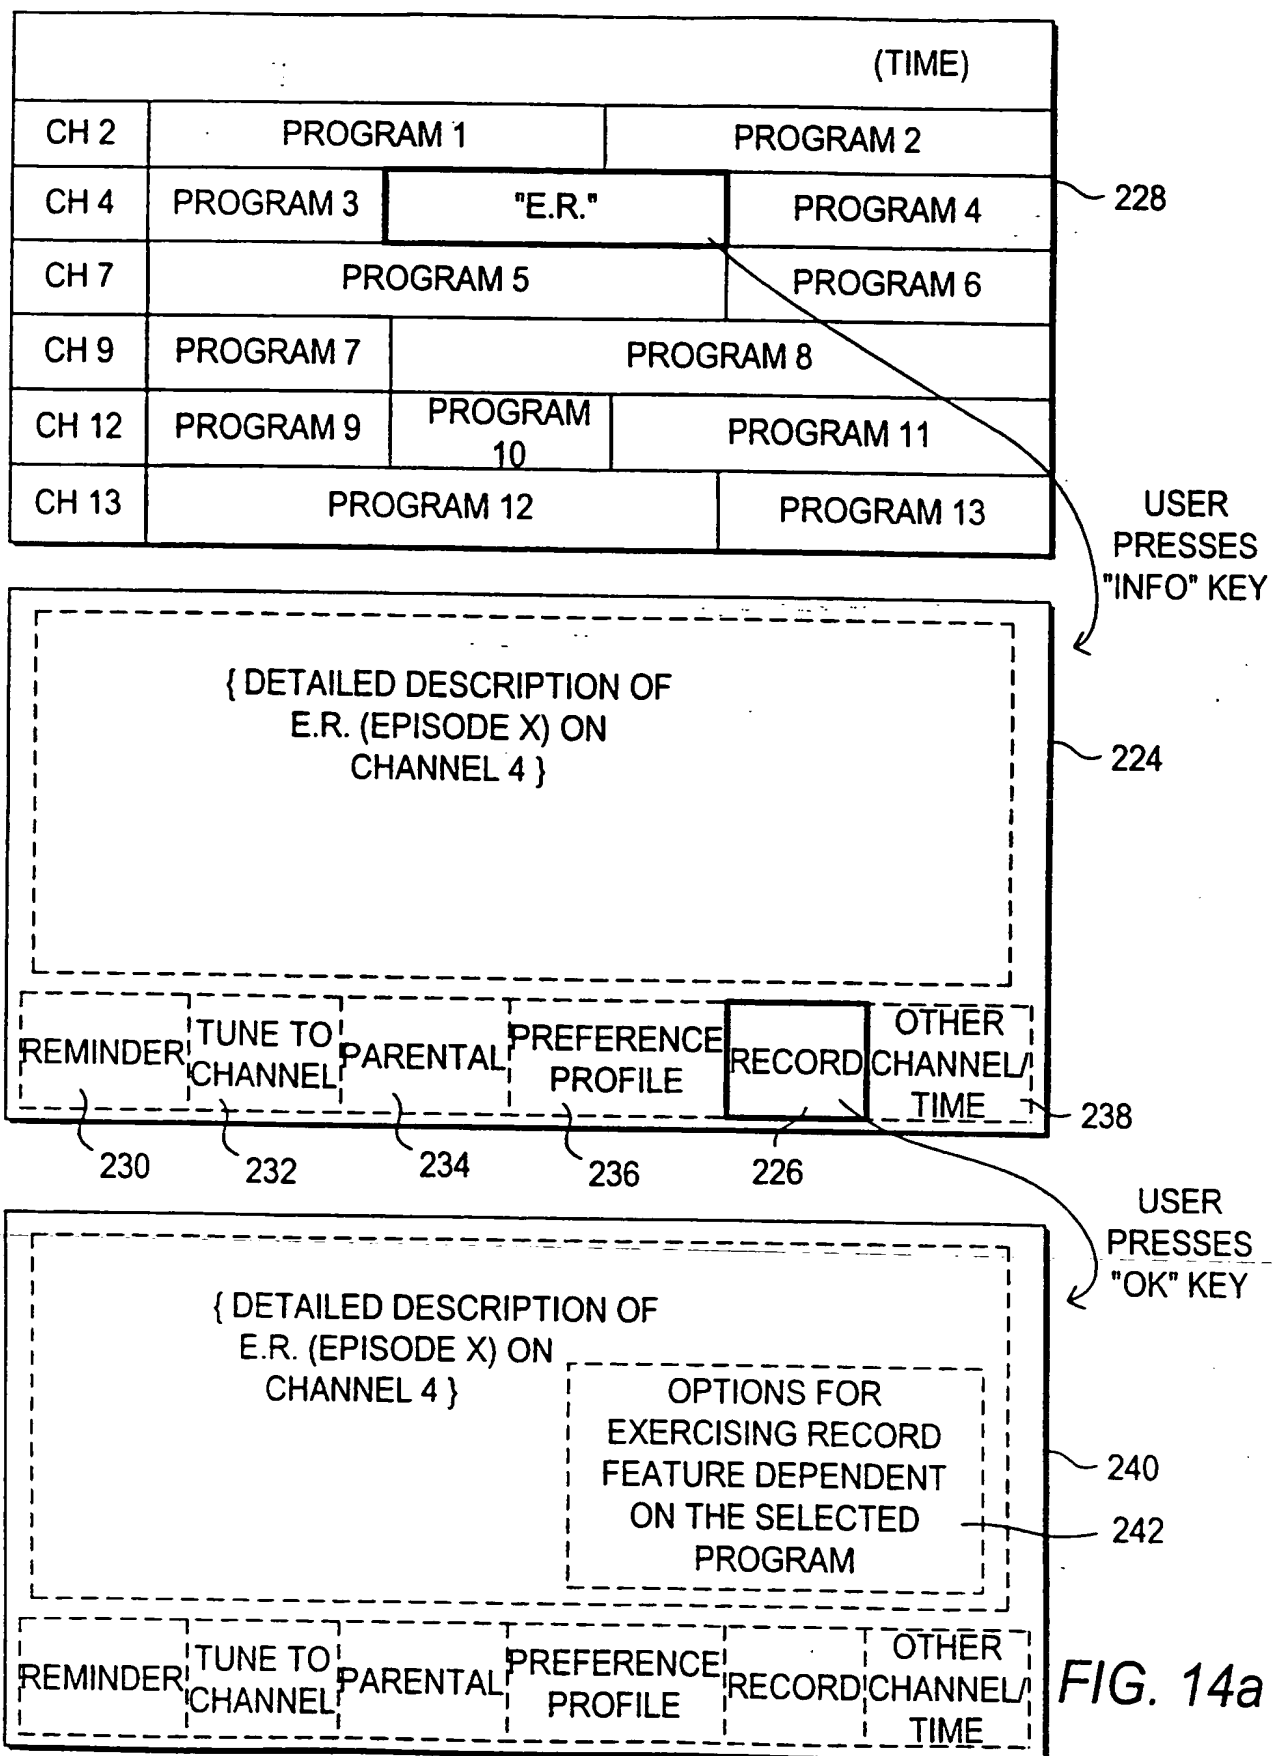 (TIME)
CH 2 PROGRAM 1 PROGRAM 2
CH 4 PROGRAM 3 "E.R." PROGRAM 4
228
CH 7 PROGRAM 5 PROGRAM 6
CH 9 PROGRAM 7 PROGRAM 8
CH 12 PROGRAM 9 PROGRAM
10 PROGRAM 11
CH 13 PROGRAM 12 PROGRAM 13
USER
PRESSES
"INFO" KEY
{ DETAILED DESCRIPTION OF
E.R. (EPISODE X) ON
CHANNEL 4 }
224
REMINDER
TUNE TO
CHANNEL
PARENTAL
PREFERENCE
PROFILE
RECORD
OTHER
CHANNEL/
TIME
238
230 232 234 236 226
USER
PRESSES
"OK" KEY
{ DETAILED DESCRIPTION OF
E.R. (EPISODE X) ON
CHANNEL 4 }
OPTIONS FOR
EXERCISING RECORD
FEATURE DEPENDENT
ON THE SELECTED
PROGRAM
240
242
REMINDER
TUNE TO
CHANNEL
PARENTAL
PREFERENCE
PROFILE
RECORD
OTHER
CHANNEL/
TIME
FIG. 14a